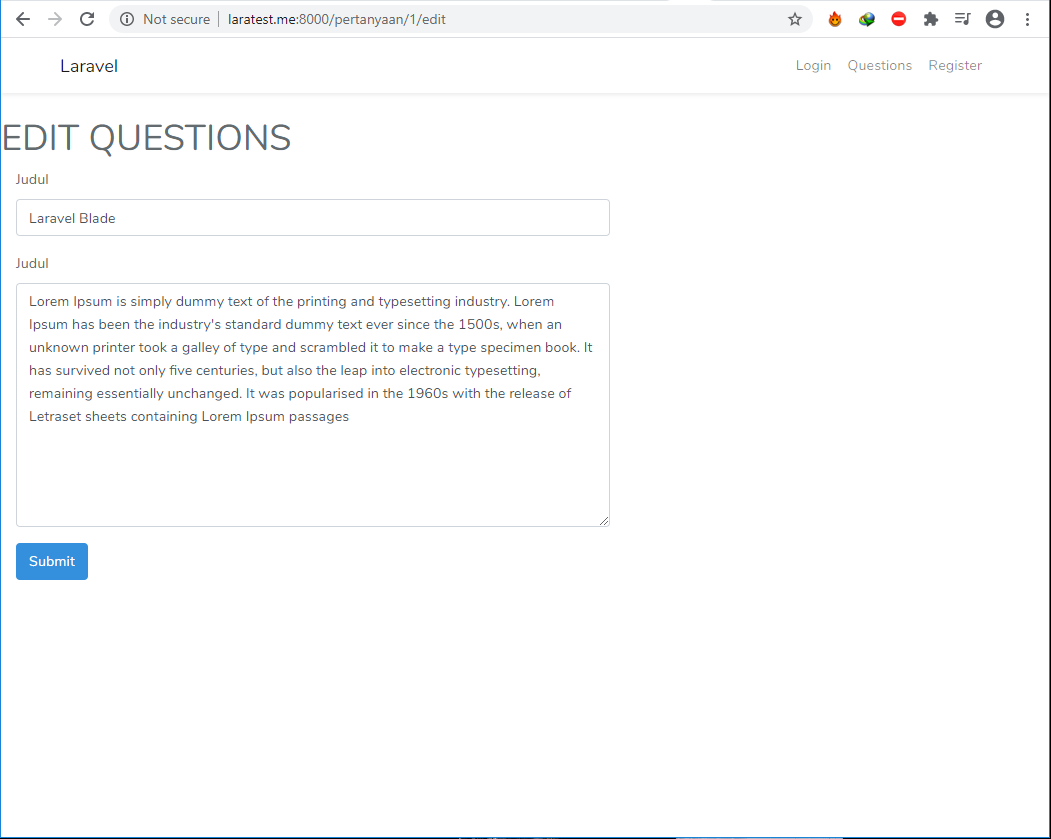 Not secure | laratest.me:8000/pertanyaan/1/edit
Laravel
Login Questions Register
EDIT QUESTIONS
Judul
Laravel Blade
Judul
Lorem Ipsum is simply dummy text of the printing and typesetting industry. Lorem
Ipsum has been the industry's standard dummy text ever since the 1500s, when an
unknown printer took a galley of type and scrambled it to make a type specimen book. It
has survived not only five centuries, but also the leap into electronic typesetting,
remaining essentially unchanged. It was popularised in the 1960s with the release of
Letraset sheets containing Lorem Ipsum passages
Submit